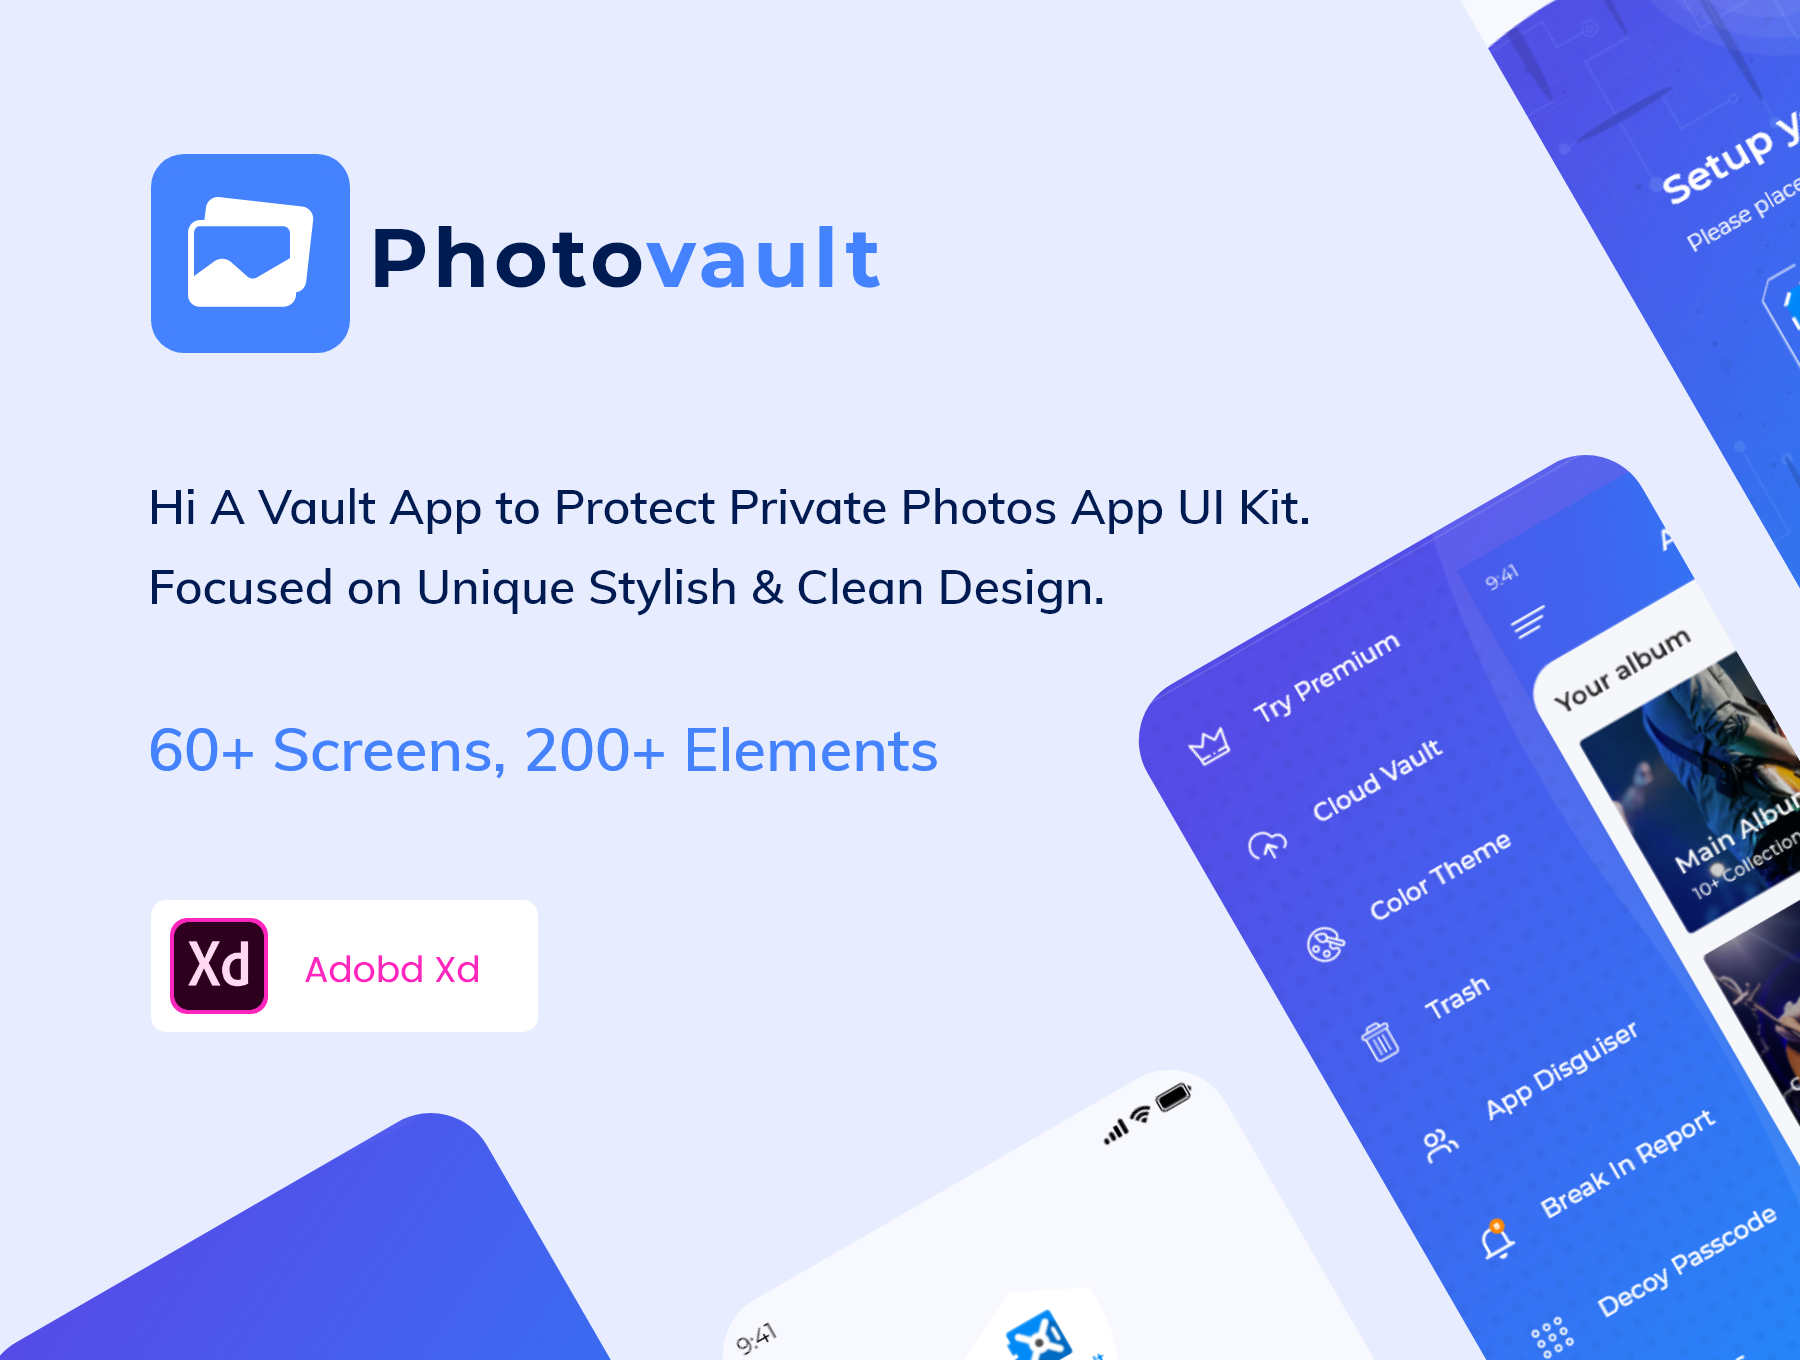 Photovault
Hi A Vault App to Protect Private Photos App UI Kit.
Focused on Unique Stylish & Clean Design.
60+ Screens, 200+ Elements
Xd
Adobd Xd
Setup
Please place
9:41
Your album
Main Album
10+ Collection
Try Premium
Cloud Vault
Color Theme
Trash
App Disguiser
Break In Report
Decoy Passcode
9:41